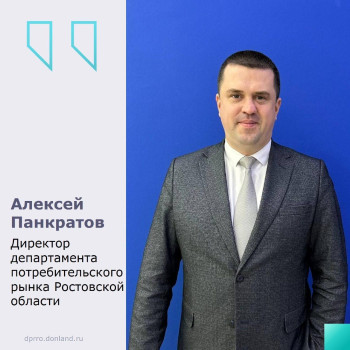 Алексей
Панкратов
Директор
департамента
потребительского
рынка Ростовской
области
dprro.donland.ru